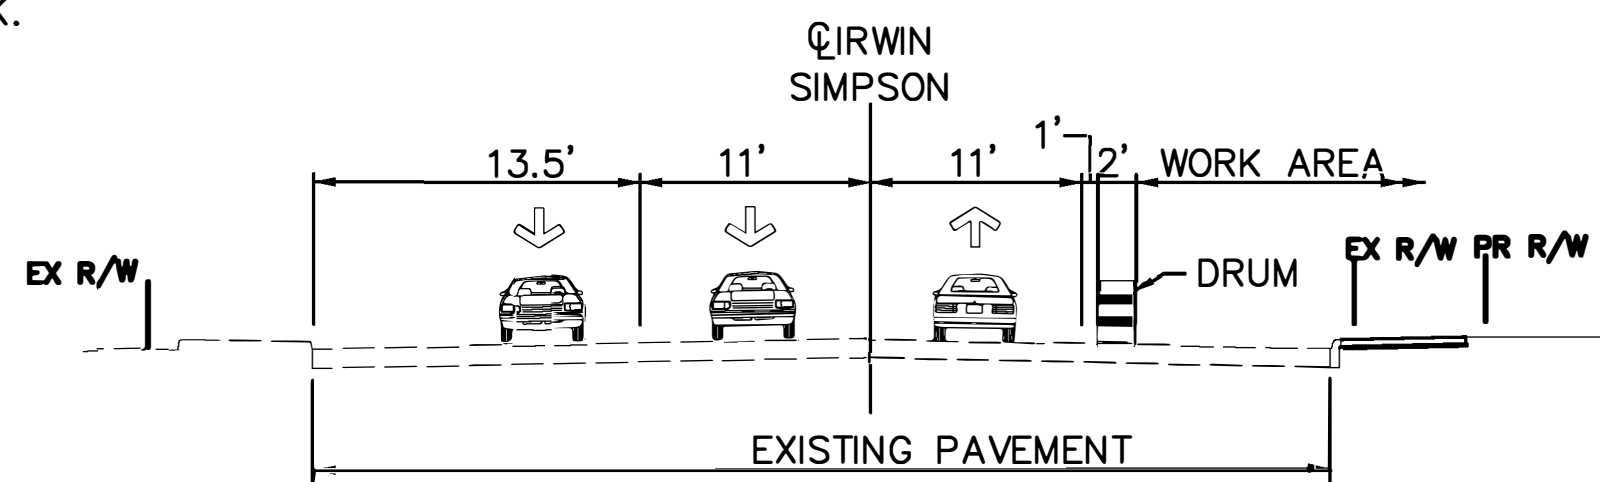 K.
℄ IRWIN
SIMPSON
13.5' 11' 11' 1' 2' WORK AREA
EX R/W EX R/W PR R/W
DRUM
EXISTING PAVEMENT